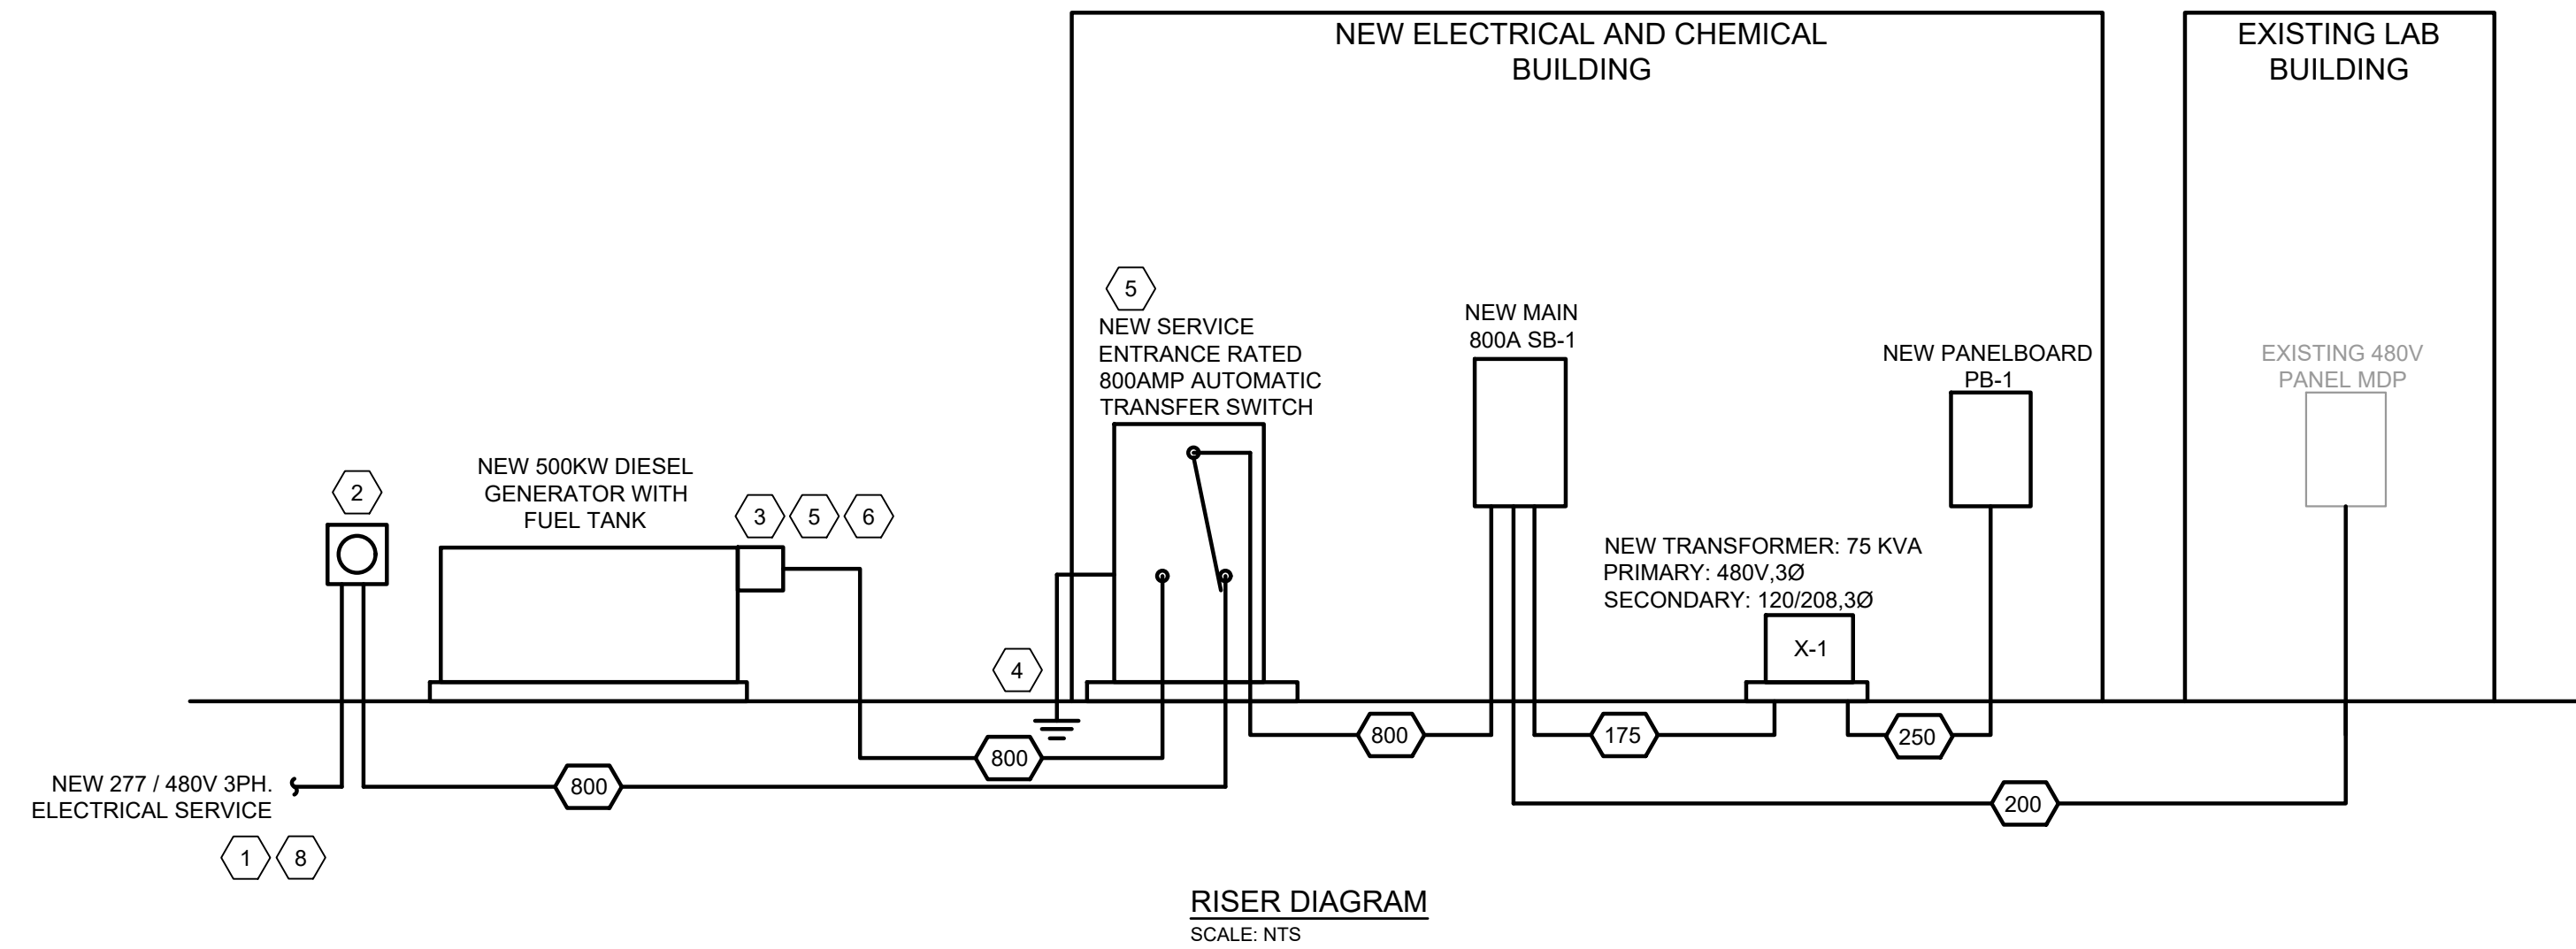 NEW ELECTRICAL AND CHEMICAL
BUILDING
EXISTING LAB
BUILDING
5
NEW SERVICE
ENTRANCE RATED
800AMP AUTOMATIC
TRANSFER SWITCH
NEW MAIN
800A SB-1
NEW PANELBOARD
PB-1
EXISTING 480V
PANEL MDP
2
NEW 500KW DIESEL
GENERATOR WITH
FUEL TANK
3 5 6
NEW TRANSFORMER: 75 KVA
PRIMARY: 480V,3Ø
SECONDARY: 120/208,3Ø
X-1
4
800
175
250
800
NEW 277 / 480V 3PH.
ELECTRICAL SERVICE
800
200
1 8
RISER DIAGRAM
SCALE: NTS